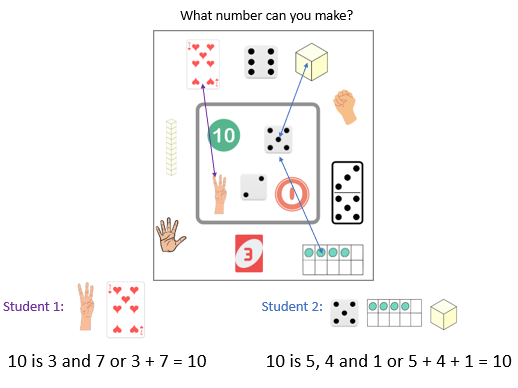 What number can you make?
10
1
3
Student 1:
Student 2:
10 is 3 and 7 or 3 + 7 = 10
10 is 5, 4 and 1 or 5 + 4 + 1 = 10